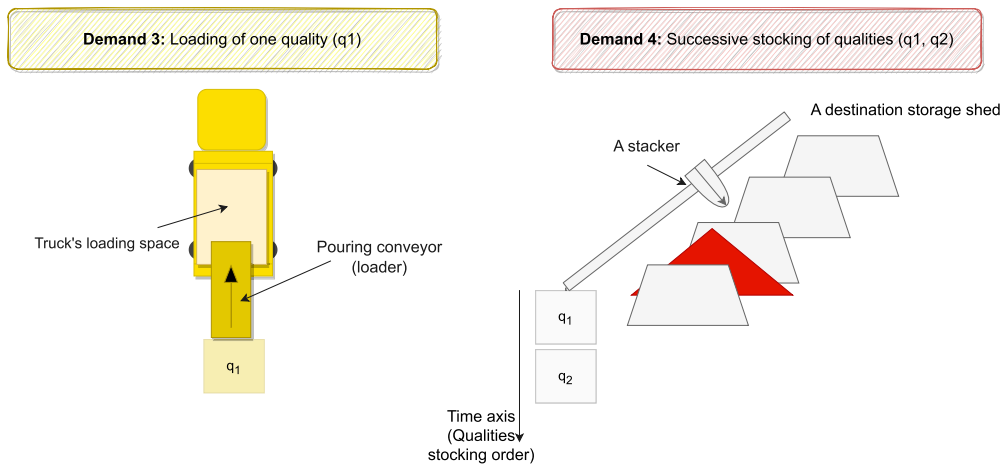 Demand 3: Loading of one quality (q1)
Truck's loading space
Pouring conveyor
(loader)
q1
Demand 4: Successive stocking of qualities (q1, q2)
A destination storage shed
A stacker
q1
q2
Time axis
(Qualities
stocking order)